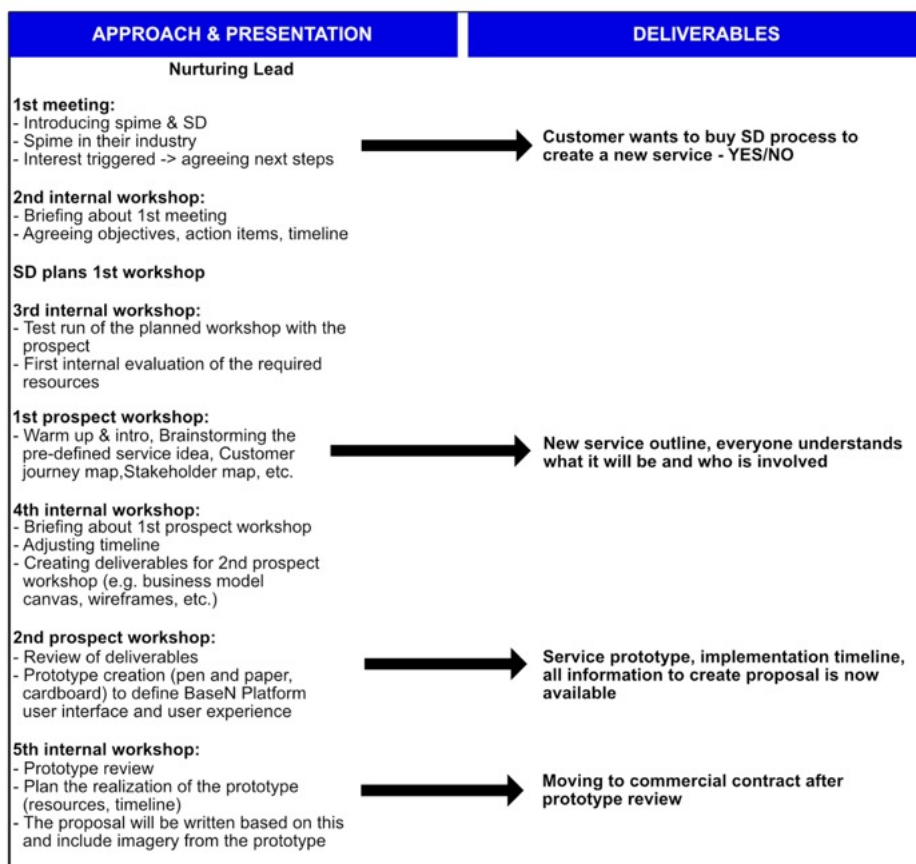 APPROACH & PRESENTATION
DELIVERABLES
Nurturing Lead
1st meeting:
- Introducing spime & SD
- Spime in their industry
- Interest triggered -> agreeing next steps
Customer wants to buy SD process to
create a new service - YES/NO
2nd internal workshop:
- Briefing about 1st meeting
- Agreeing objectives, action items, timeline
SD plans 1st workshop
3rd internal workshop:
- Test run of the planned workshop with the
prospect
- First internal evaluation of the required
resources
1st prospect workshop:
- Warm up & intro, Brainstorming the
pre-defined service idea, Customer
journey map,Stakeholder map, etc.
New service outline, everyone understands
what it will be and who is involved
4th internal workshop:
- Briefing about 1st prospect workshop
- Adjusting timeline
- Creating deliverables for 2nd prospect
workshop (e.g. business model
canvas, wireframes, etc.)
2nd prospect workshop:
- Review of deliverables
- Prototype creation (pen and paper,
cardboard) to define BaseN Platform
user interface and user experience
Service prototype, implementation timeline,
all information to create proposal is now
available
5th internal workshop:
- Prototype review
- Plan the realization of the prototype
(resources, timeline)
- The proposal will be written based on this
and include imagery from the prototype
Moving to commercial contract after
prototype review